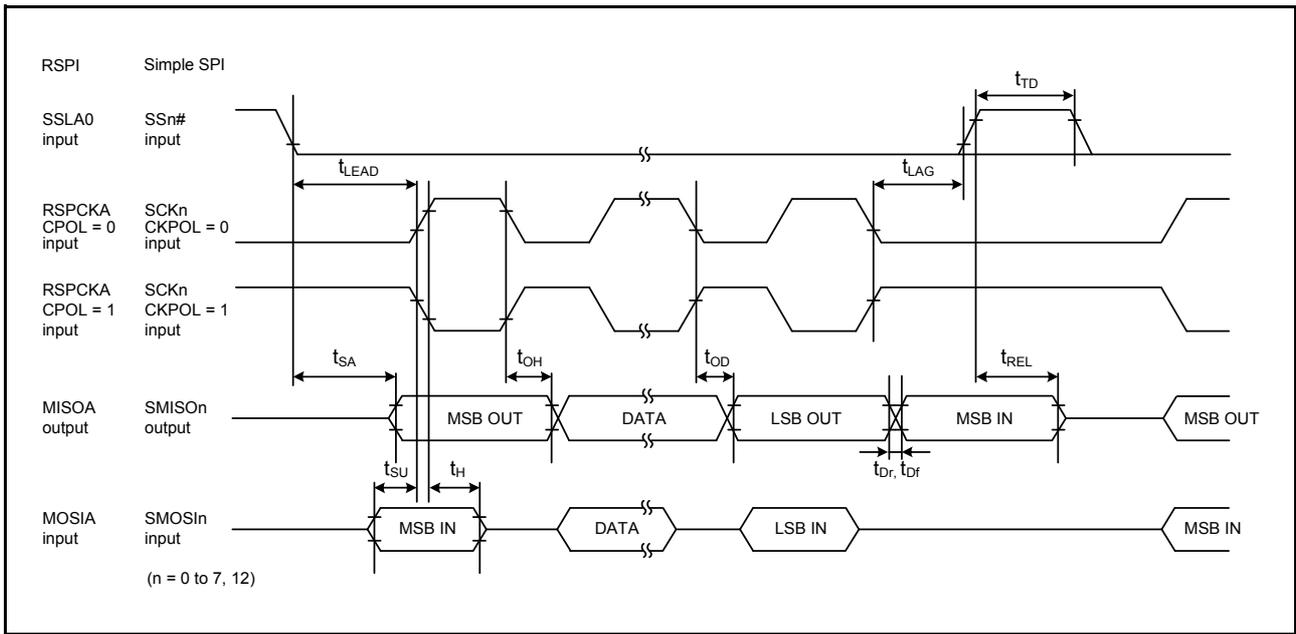 RSPI Simple SPI
tTD
SSLA0 SSn#
input input
tLEAD tLAG
RSPCKA SCKn
CPOL = 0 CKPOL = 0
input input
RSPCKA SCKn
CPOL = 1 CKPOL = 1
input input
tSA tOH tOD tREL
MISOA SMISOn
output output
MSB OUT DATA LSB OUT MSB IN MSB OUT
tSU tH tDr, tDf
MOSIA SMOSIn
input input
MSB IN DATA LSB IN MSB IN
(n = 0 to 7, 12)